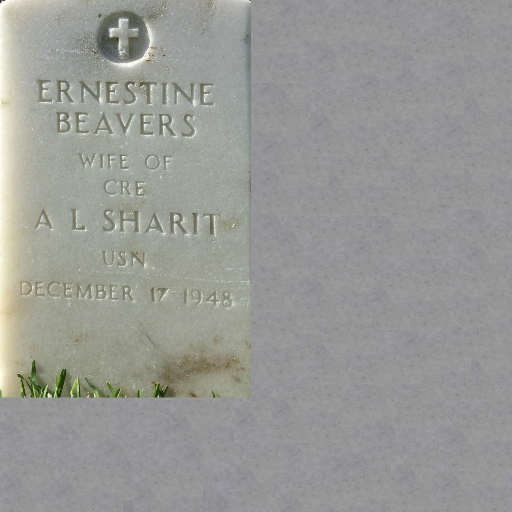 ERNESTINE
BEAVERS
WIFE OF
CRE
A L SHARIT
USN
DECEMBER 17 1948